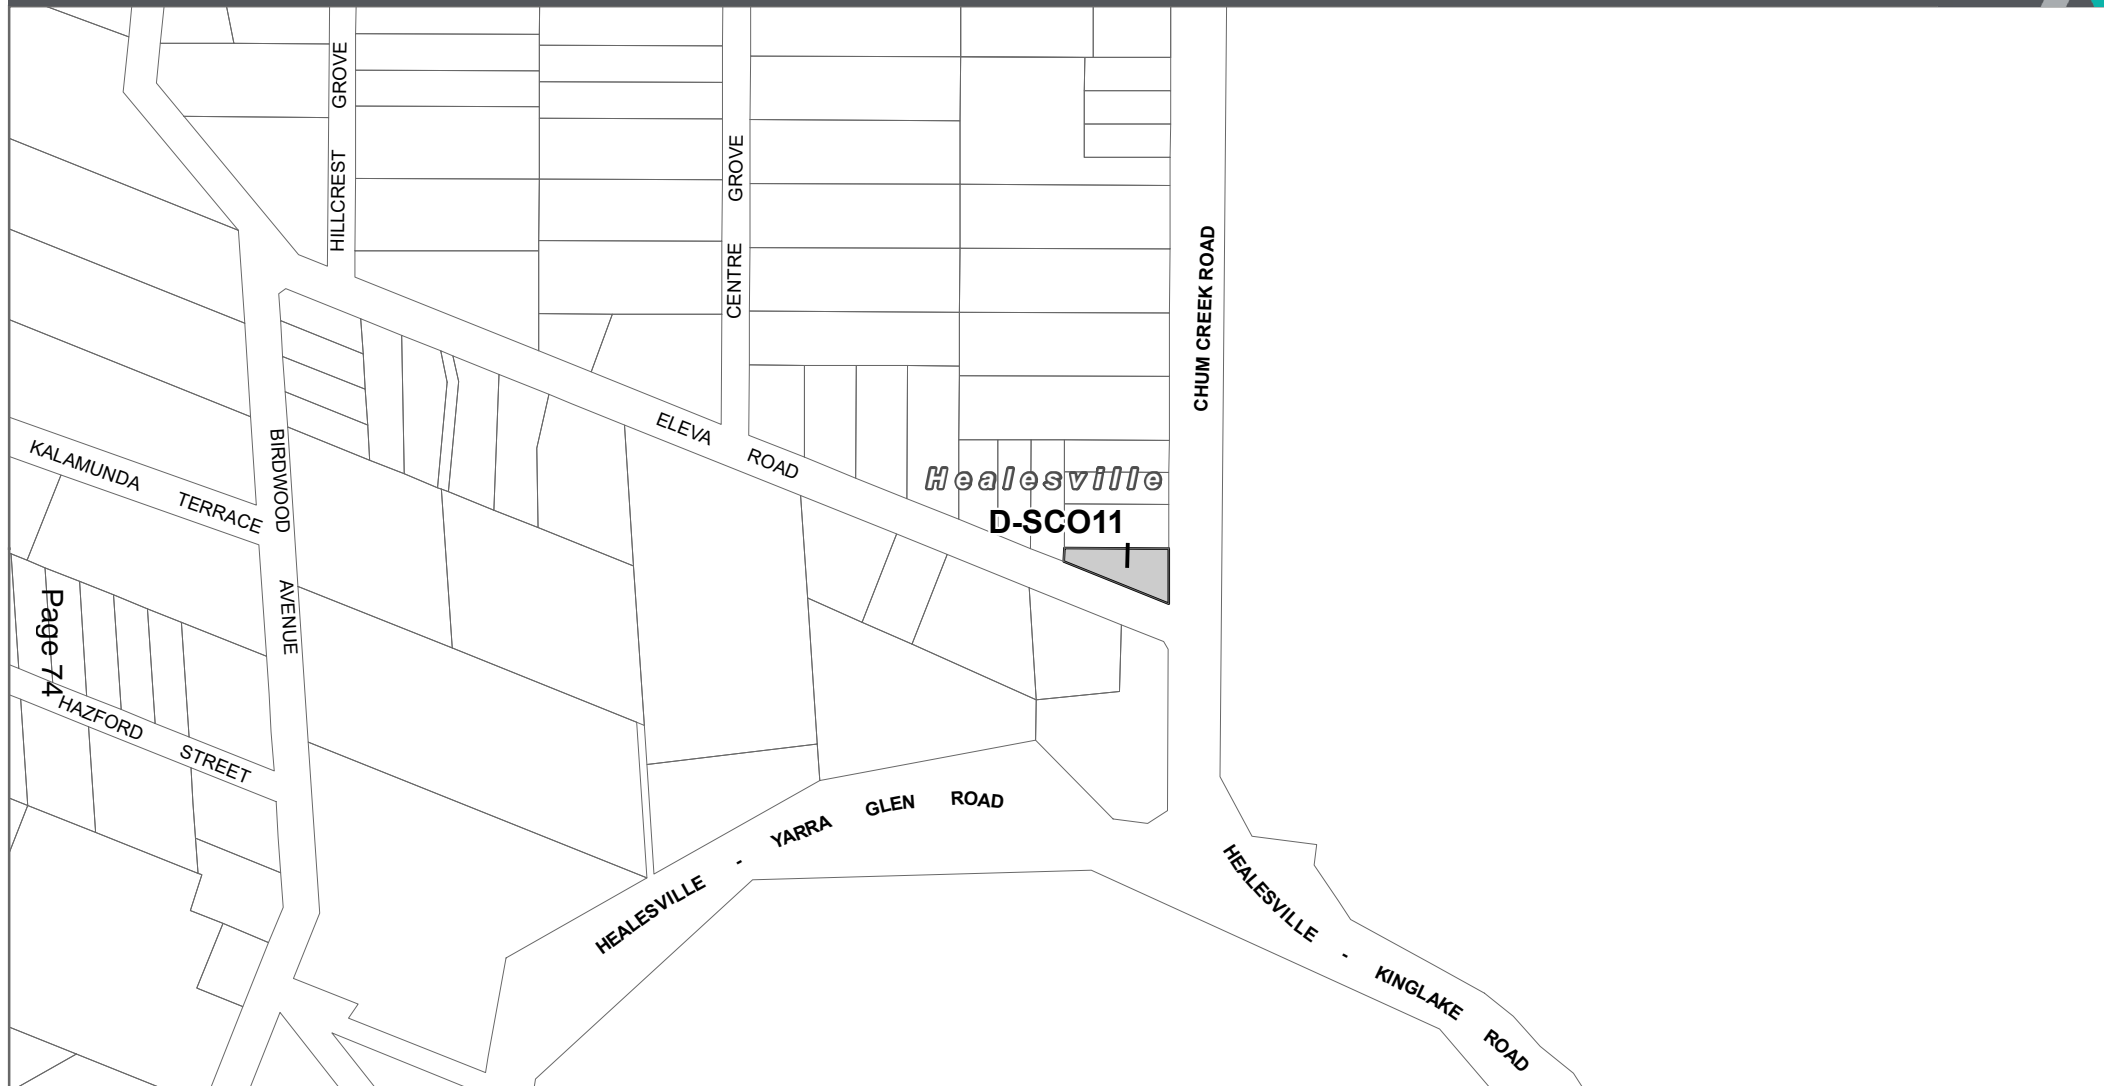 HILLCREST GROVE
CENTRE GROVE
CHUM CREEK ROAD
ELEVA ROAD
Healesville
D-SCO11
KALAMUNDA TERRACE
BIRDWOOD AVENUE
Page 74
HAZFORD STREET
HEALESVILLE - YARRA GLEN ROAD
HEALESVILLE - KINGLAKE ROAD